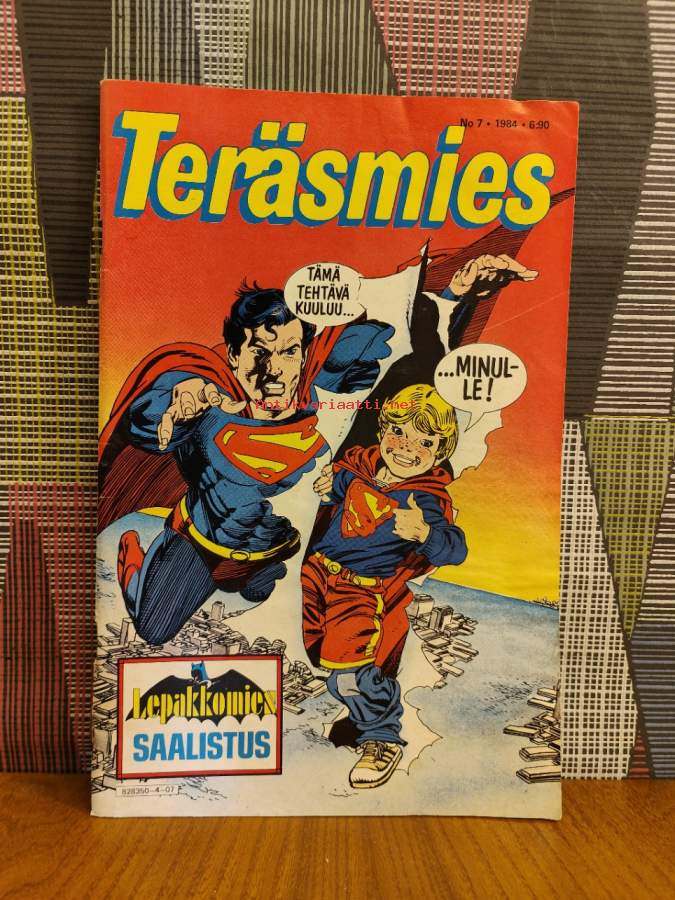 No 7 • 1984 • 6:90
Teräsmies
TÄMÄ
TEHTÄVÄ
KUULUU...
...MINUL-
LE!
Antikvariaatti.net
Lepakkomies
SAALISTUS
828350-4-07